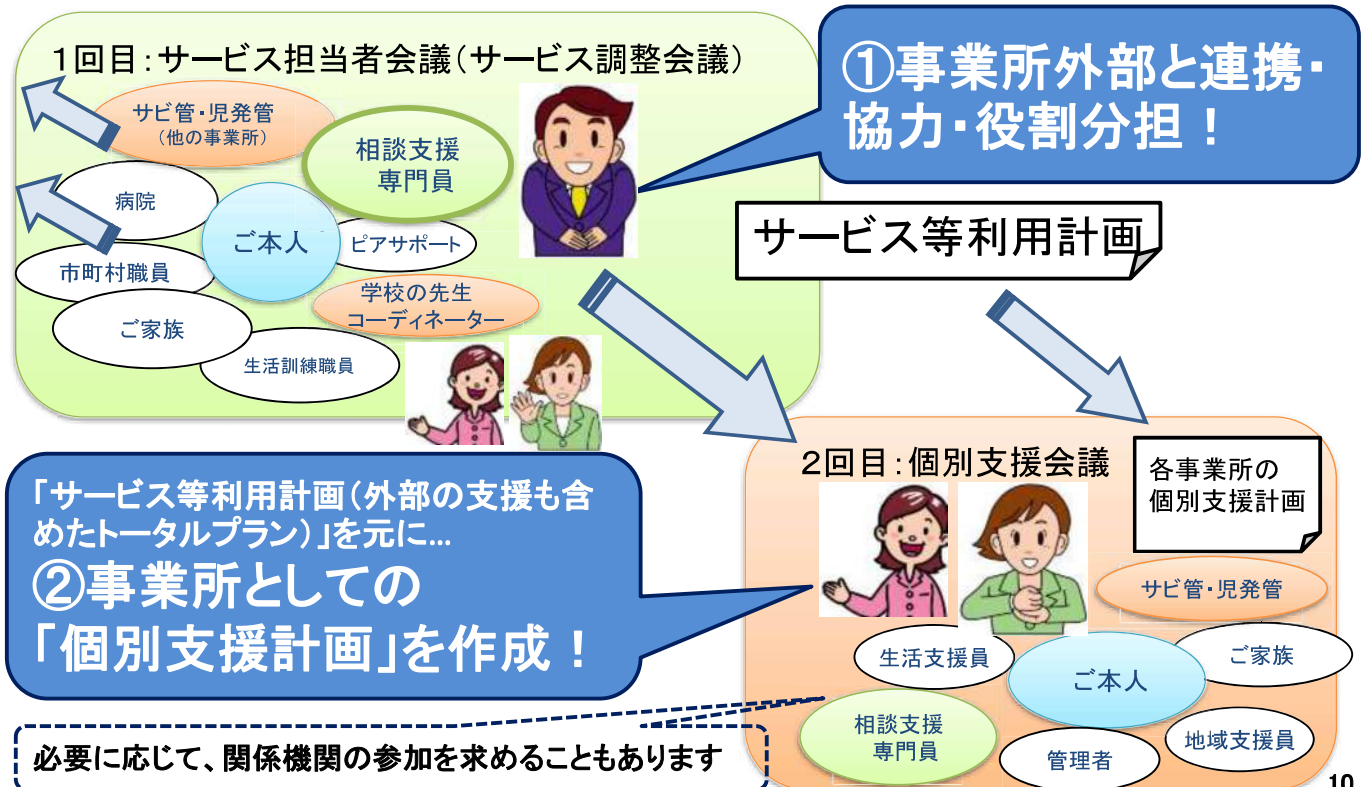 1回目：サービス担当者会議（サービス調整会議）
サビ管・児発管
（他の事業所）
相談支援
専門員
病院
ご本人
ピアサポート
市町村職員
学校の先生
コーディネーター
ご家族
生活訓練職員
①事業所外部と連携・
協力・役割分担！
サービス等利用計画
「サービス等利用計画（外部の支援も含
めたトータルプラン）」を元に…
②事業所としての
「個別支援計画」を作成！
2回目：個別支援会議
各事業所の
個別支援計画
サビ管・児発管
生活支援員
ご本人
ご家族
相談支援
専門員
管理者
地域支援員
必要に応じて、関係機関の参加を求めることもあります
10